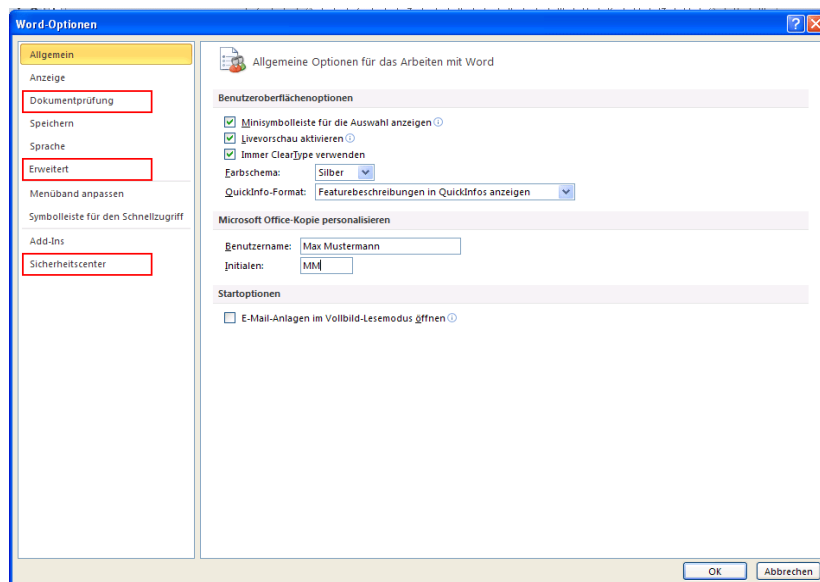 Word-Optionen
Allgemein
Anzeige
Dokumentprüfung
Speichern
Sprache
Erweitert
Menüband anpassen
Symbolleiste für den Schnellzugriff
Add-Ins
Sicherheitscenter
Allgemeine Optionen für das Arbeiten mit Word
Benutzeroberflächenoptionen
Minisymbolleiste für die Auswahl anzeigen
Livevorschau aktivieren
Immer ClearType verwenden
Farbschema: Silber
QuickInfo-Format: Featurebeschreibungen in QuickInfos anzeigen
Microsoft Office-Kopie personalisieren
Benutzername: Max Mustermann
Initialen: MM
Startoptionen
E-Mail-Anlagen im Vollbild-Lesemodus öffnen
OK Abbrechen